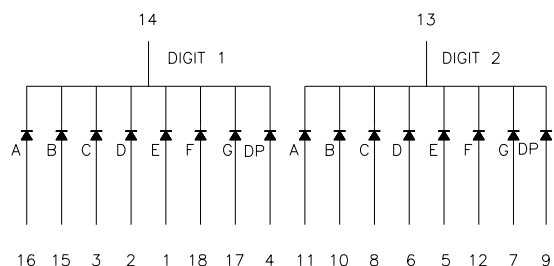 14 13
DIGIT 1 DIGIT 2
A B C D E F G DP A B C D E F G DP
16 15 3 2 1 18 17 4 11 10 8 6 5 12 7 9